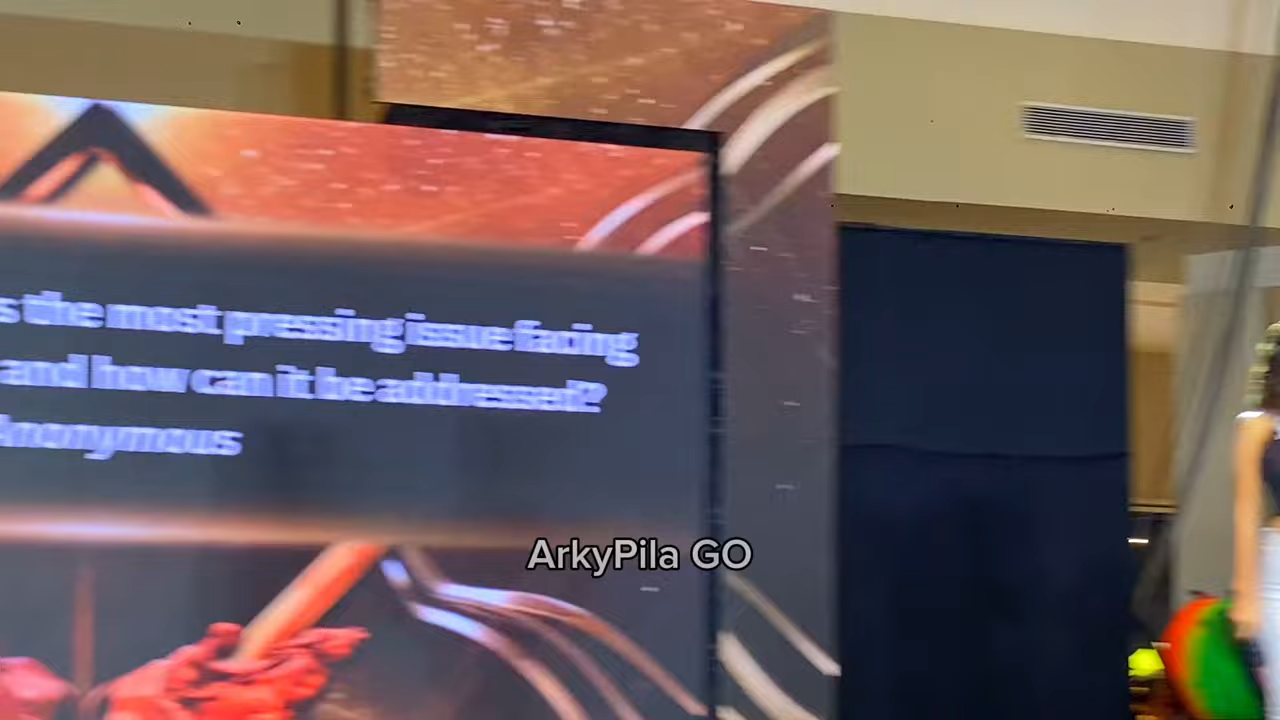 the most pressing issue facing
and how can it be addressed?
Anonymous
ArkyPila GO